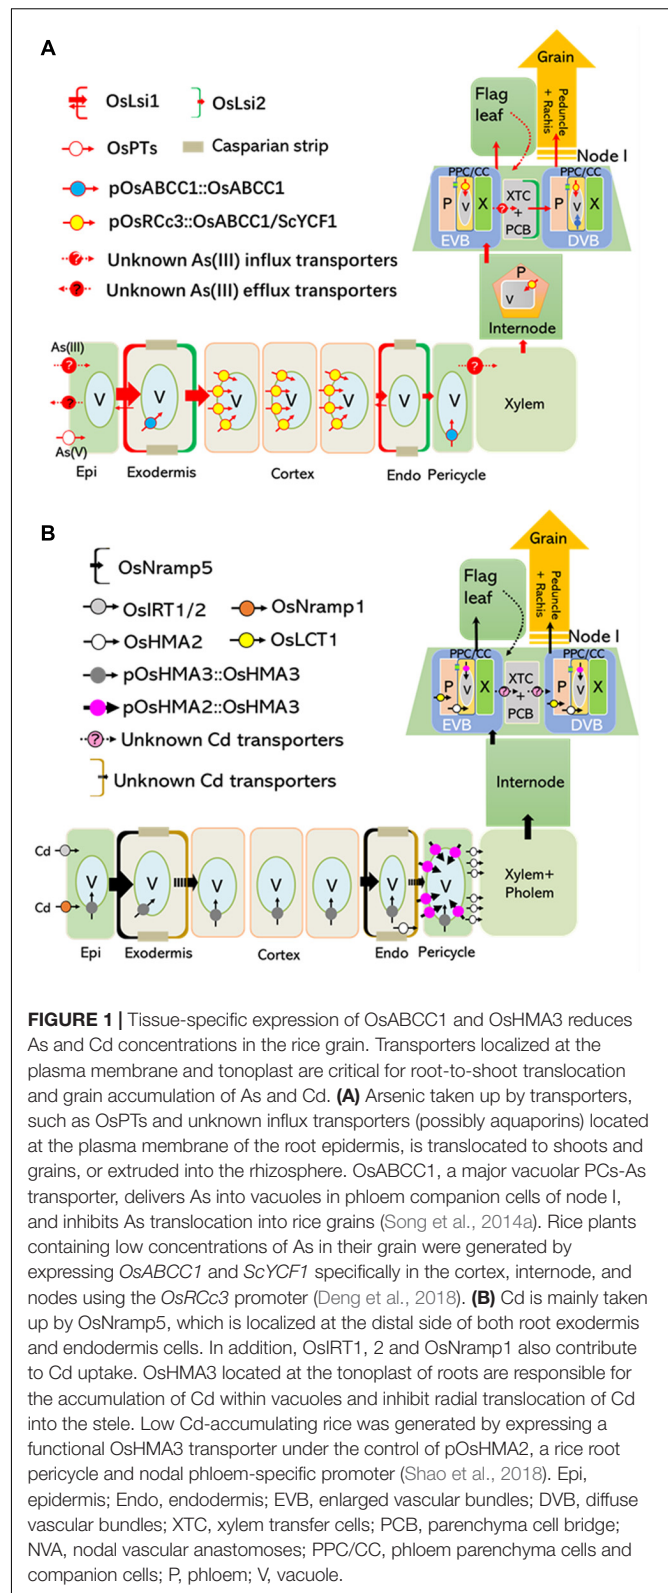 A
OsLsi1
OsLsi2
OsPTs
Casparian strip
pOsABCC1::OsABCC1
pOsRCc3::OsABCC1/ScYCF1
? Unknown As(III) influx transporters
? Unknown As(III) efflux transporters
Grain
Peduncle
+ Rachis
Flag
leaf
Node I
PPC/CC
PPC/CC
P
V
X
XTC
+
PCB
P
V
X
?
EVB
DVB
P
V
Internode
As(III)
?
?
As(V)
V
V
V
V
V
V
V
?
Xylem
Epi
Exodermis
Cortex
Endo
Pericycle
B
OsNramp5
OsIRT1/2
OsNramp1
OsHMA2
OsLCT1
pOsHMA3::OsHMA3
pOsHMA2::OsHMA3
? Unknown Cd transporters
Unknown Cd transporters
Grain
Peduncle
+ Rachis
Flag
leaf
Node I
PPC/CC
PPC/CC
P
V
X
XTC
? + ?
PCB
P
V
X
EVB
DVB
Internode
Cd
Cd
V
V
V
V
V
V
V
Xylem+
Pholem
Epi
Exodermis
Cortex
Endo
Pericycle
FIGURE 1 | Tissue-specific expression of OsABCC1 and OsHMA3 reduces
As and Cd concentrations in the rice grain. Transporters localized at the
plasma membrane and tonoplast are critical for root-to-shoot translocation
and grain accumulation of As and Cd. (A) Arsenic taken up by transporters,
such as OsPTs and unknown influx transporters (possibly aquaporins) located
at the plasma membrane of the root epidermis, is translocated to shoots and
grains, or extruded into the rhizosphere. OsABCC1, a major vacuolar PCs-As
transporter, delivers As into vacuoles in phloem companion cells of node I,
and inhibits As translocation into rice grains (Song et al., 2014a). Rice plants
containing low concentrations of As in their grain were generated by
expressing OsABCC1 and ScYCF1 specifically in the cortex, internode, and
nodes using the OsRCc3 promoter (Deng et al., 2018). (B) Cd is mainly taken
up by OsNramp5, which is localized at the distal side of both root exodermis
and endodermis cells. In addition, OsIRT1, 2 and OsNramp1 also contribute
to Cd uptake. OsHMA3 located at the tonoplast of roots are responsible for
the accumulation of Cd within vacuoles and inhibit radial translocation of Cd
into the stele. Low Cd-accumulating rice was generated by expressing a
functional OsHMA3 transporter under the control of pOsHMA2, a rice root
pericycle and nodal phloem-specific promoter (Shao et al., 2018). Epi,
epidermis; Endo, endodermis; EVB, enlarged vascular bundles; DVB, diffuse
vascular bundles; XTC, xylem transfer cells; PCB, parenchyma cell bridge;
NVA, nodal vascular anastomoses; PPC/CC, phloem parenchyma cells and
companion cells; P, phloem; V, vacuole.